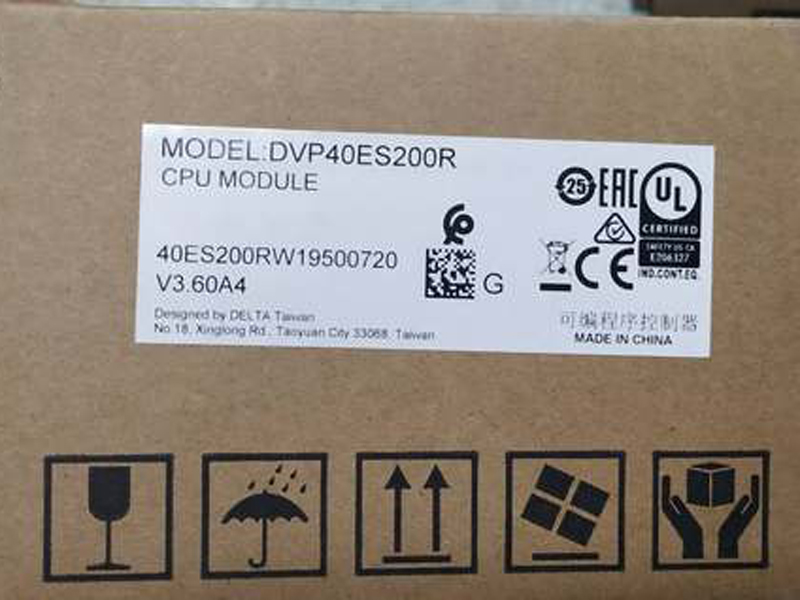 MODEL:DVP40ES200R
CPU MODULE
40ES200RW19500720
V3.60A4
G
Designed by DELTA Taiwan
No.18, Xinglong Rd., Taoyuan City 33068, Taiwan
25
EAC
UL
CERTIFIED
SAFETY US CA
E206327
IND.CONT.EQ.
CE
可编程序控制器
MADE IN CHINA